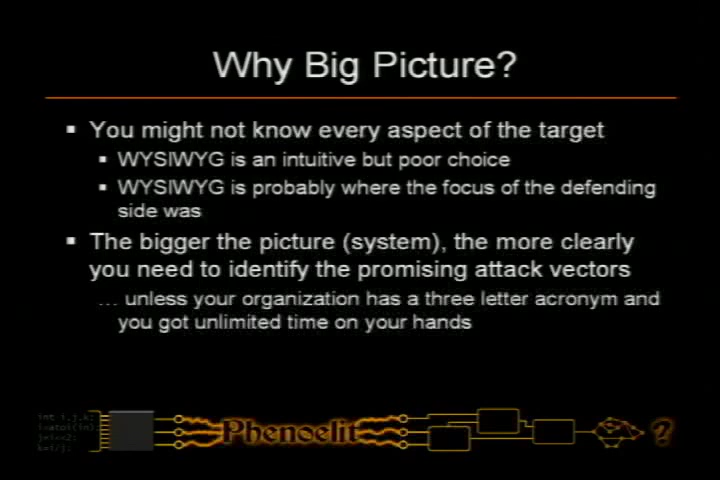 Why Big Picture?
You might not know every aspect of the target
WYSIWYG is an intuitive but poor choice
WYSIWYG is probably where the focus of the defending
side was
The bigger the picture (system), the more clearly
you need to identify the promising attack vectors
... unless your organization has a three letter acronym and
you got unlimited time on your hands
int i,j,k;
j=i<<2;
k=i/j;
Phenoelit
?